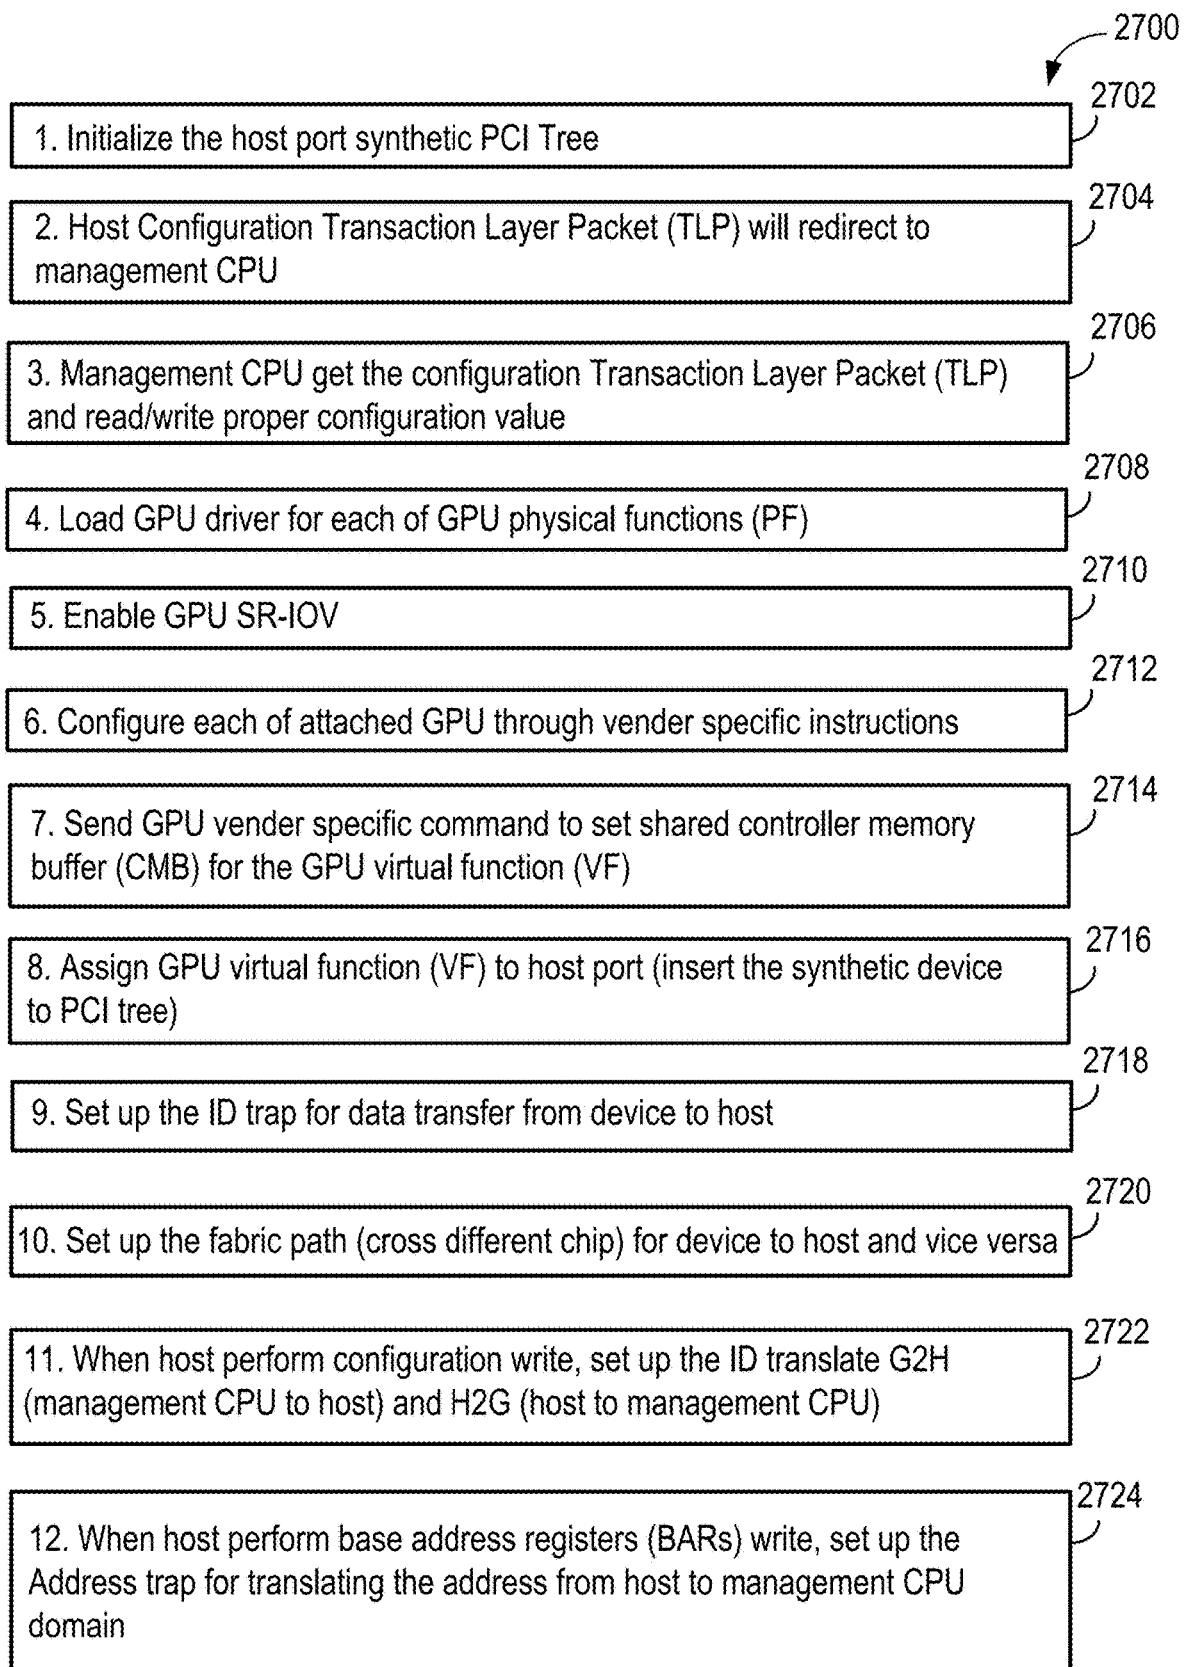 2700
2702
1. Initialize the host port synthetic PCI Tree
2704
2. Host Configuration Transaction Layer Packet (TLP) will redirect to
management CPU
2706
3. Management CPU get the configuration Transaction Layer Packet (TLP)
and read/write proper configuration value
2708
4. Load GPU driver for each of GPU physical functions (PF)
2710
5. Enable GPU SR-IOV
2712
6. Configure each of attached GPU through vender specific instructions
2714
7. Send GPU vender specific command to set shared controller memory
buffer (CMB) for the GPU virtual function (VF)
2716
8. Assign GPU virtual function (VF) to host port (insert the synthetic device
to PCI tree)
2718
9. Set up the ID trap for data transfer from device to host
2720
10. Set up the fabric path (cross different chip) for device to host and vice versa
2722
11. When host perform configuration write, set up the ID translate G2H
(management CPU to host) and H2G (host to management CPU)
2724
12. When host perform base address registers (BARs) write, set up the
Address trap for translating the address from host to management CPU
domain